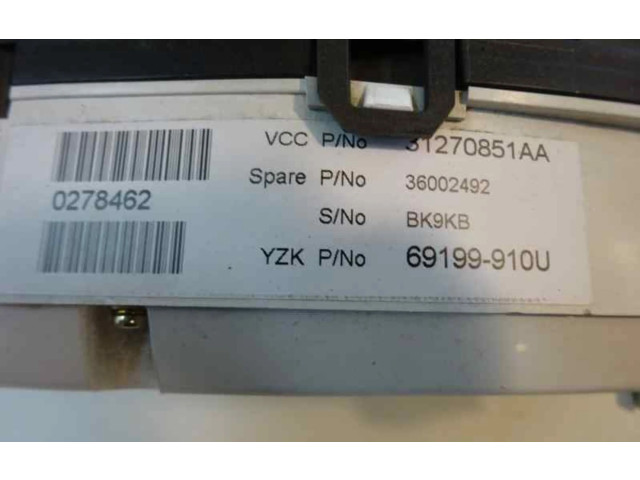 VCC P/No 31270851AA
Spare P/No 36002492
0278462
S/No BK9KB
YZK P/No 69199-910U